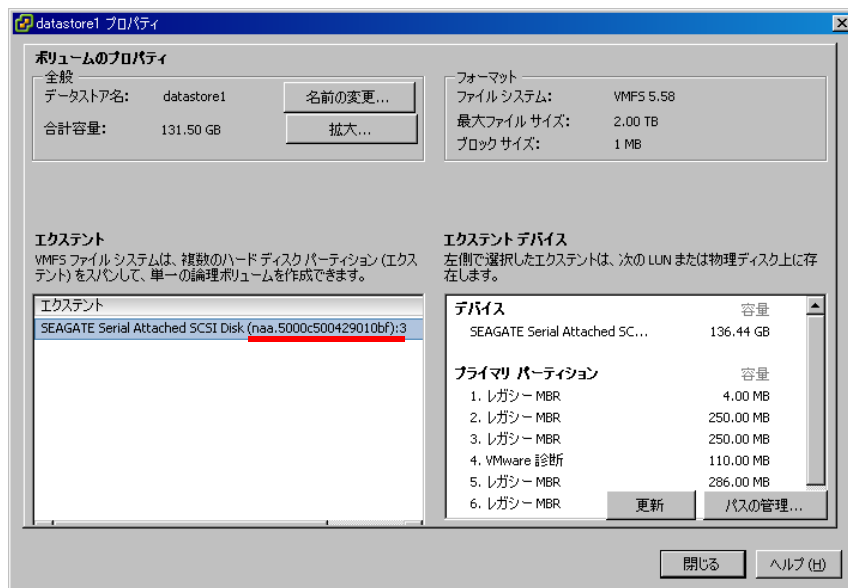 datastore1 プロパティ
ボリュームのプロパティ
全般
データストア名: datastore1 名前の変更...
合計容量: 131.50 GB 拡大...
フォーマット
ファイル システム: VMFS 5.58
最大ファイル サイズ: 2.00 TB
ブロック サイズ: 1 MB
エクステント
VMFS ファイル システムは、複数のハード ディスク パーティション (エクス
テント) をスパンして、単一の論理ボリュームを作成できます。
エクステント
SEAGATE Serial Attached SCSI Disk (naa.5000c500429010bf):3
エクステント デバイス
左側で選択したエクステントは、次の LUN または物理ディスク上に存
在します。
デバイス 容量
SEAGATE Serial Attached SC... 136.44 GB
プライマリ パーティション 容量
1. レガシー MBR 4.00 MB
2. レガシー MBR 250.00 MB
3. レガシー MBR 250.00 MB
4. VMware 診断 110.00 MB
5. レガシー MBR 286.00 MB
6. レガシー MBR
更新 パスの管理...
閉じる ヘルプ (H)